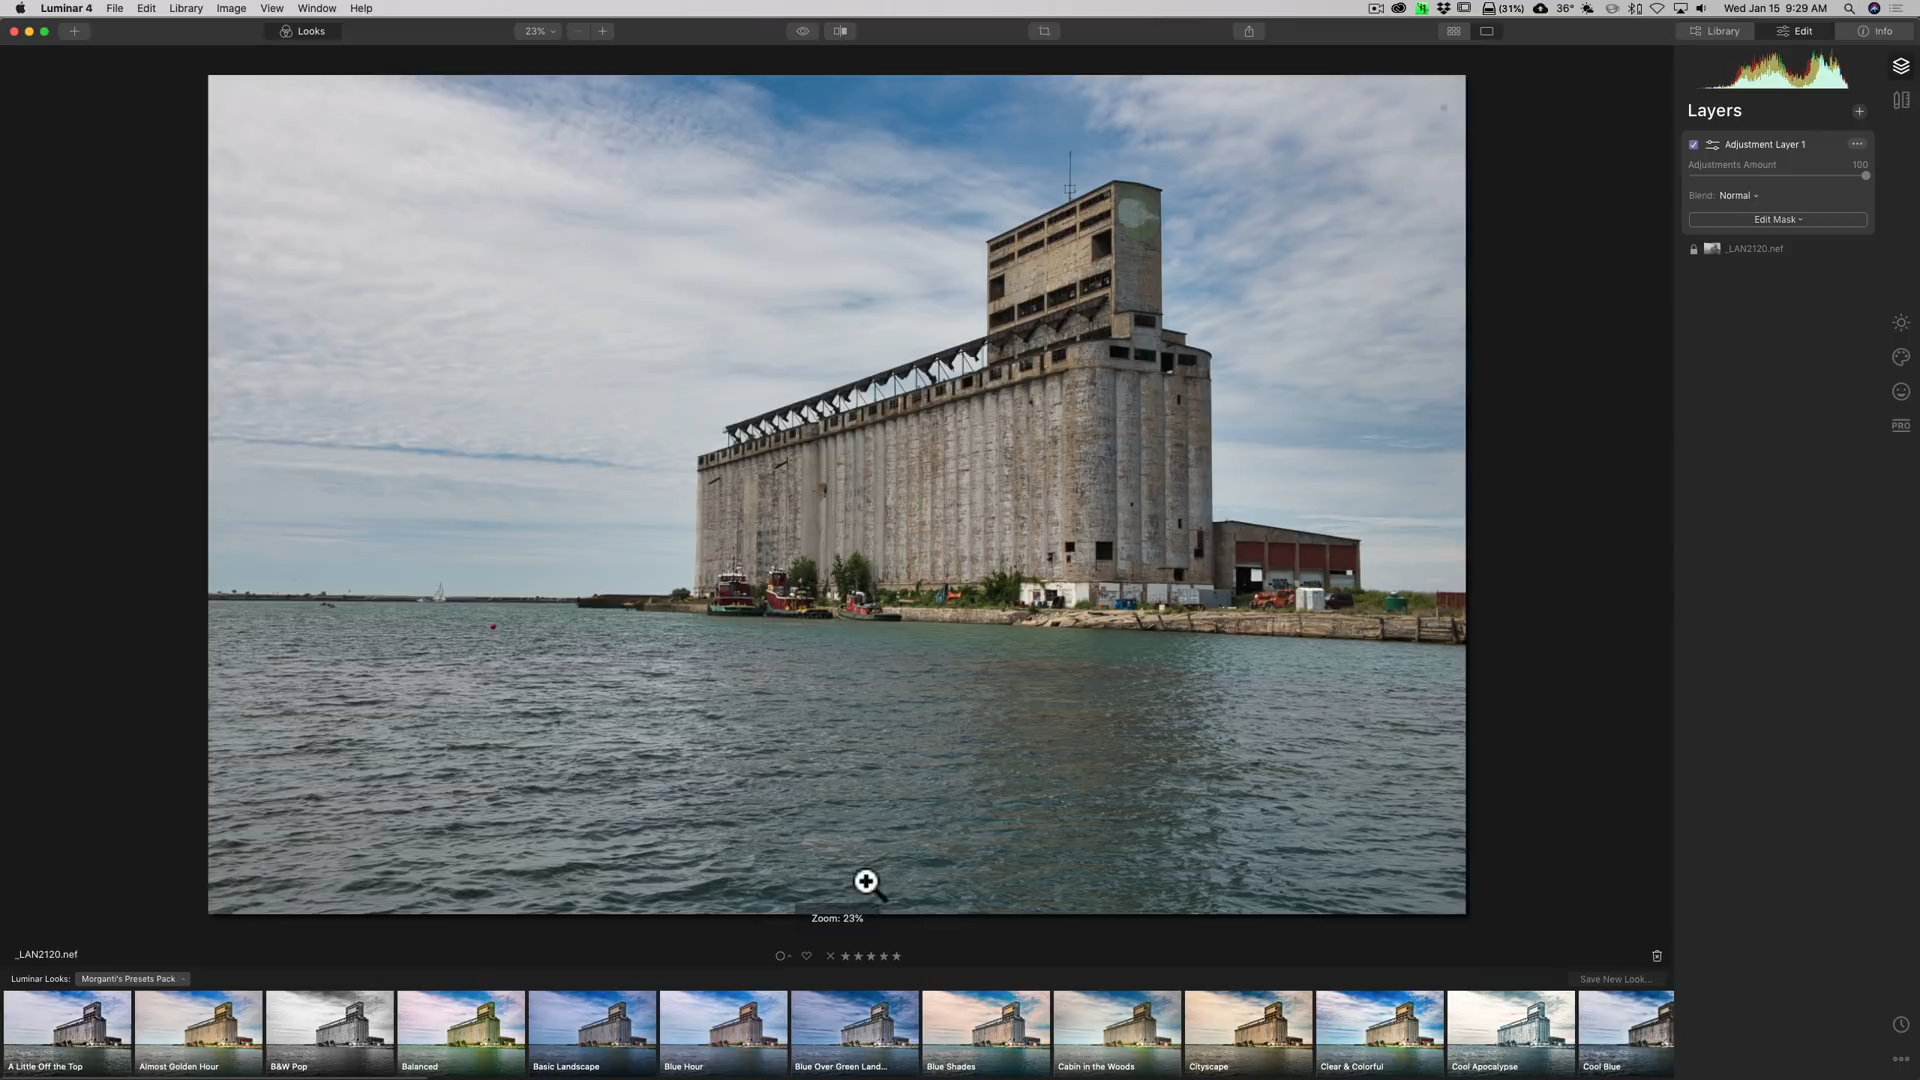 Luminar 4 File Edit Library Image View Window Help (31%) 36° Wed Jan 15 9:29 AM
Looks 23% Library Edit Info
Layers
Adjustment Layer 1
Adjustments Amount 100
Blend: Normal
Edit Mask
_LAN2120.nef
PRO
Zoom: 23%
_LAN2120.nef
Luminar Looks: Morganti's Presets Pack Save New Look...
A Little Off the Top Almost Golden Hour B&W Pop Balanced Basic Landscape Blue Hour Blue Over Green Land... Blue Shades Cabin in the Woods Cityscape Clear & Colorful Cool Apocalypse Cool Blue